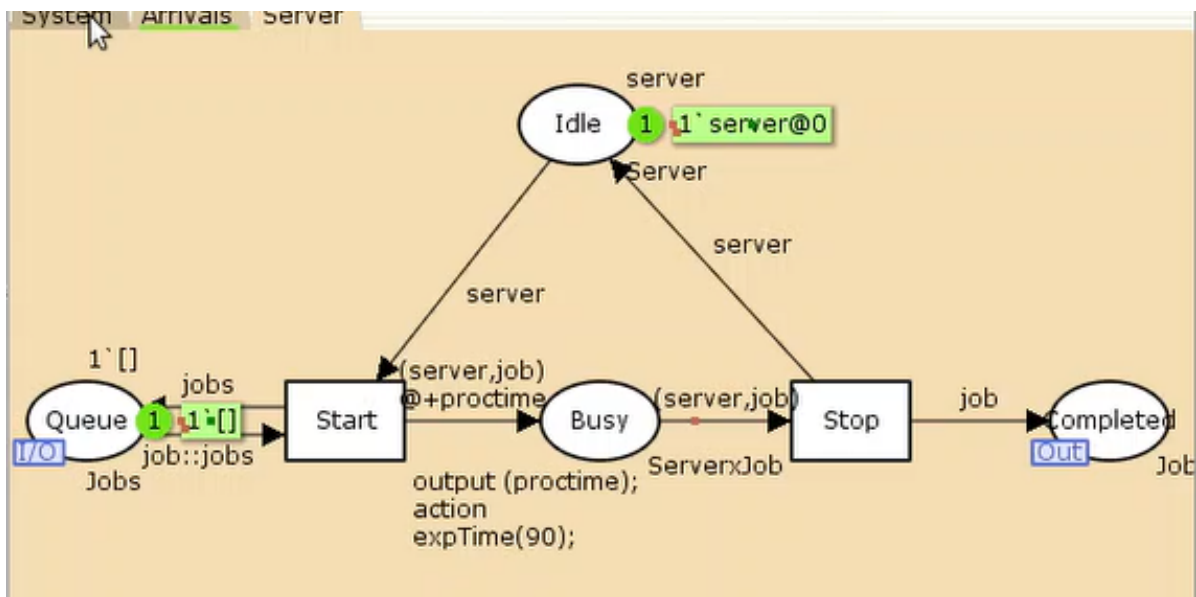 System Arrivals Server
server
Idle
1
1`server@0
Server
server
server
1`[]
jobs
(server,job)
@+proctime
(server,job)
job
Queue
1
1`[]
Start
Busy
Stop
Completed
I/O
job::jobs
Out
Jobs
ServerxJob
Job
output (proctime);
action
expTime(90);